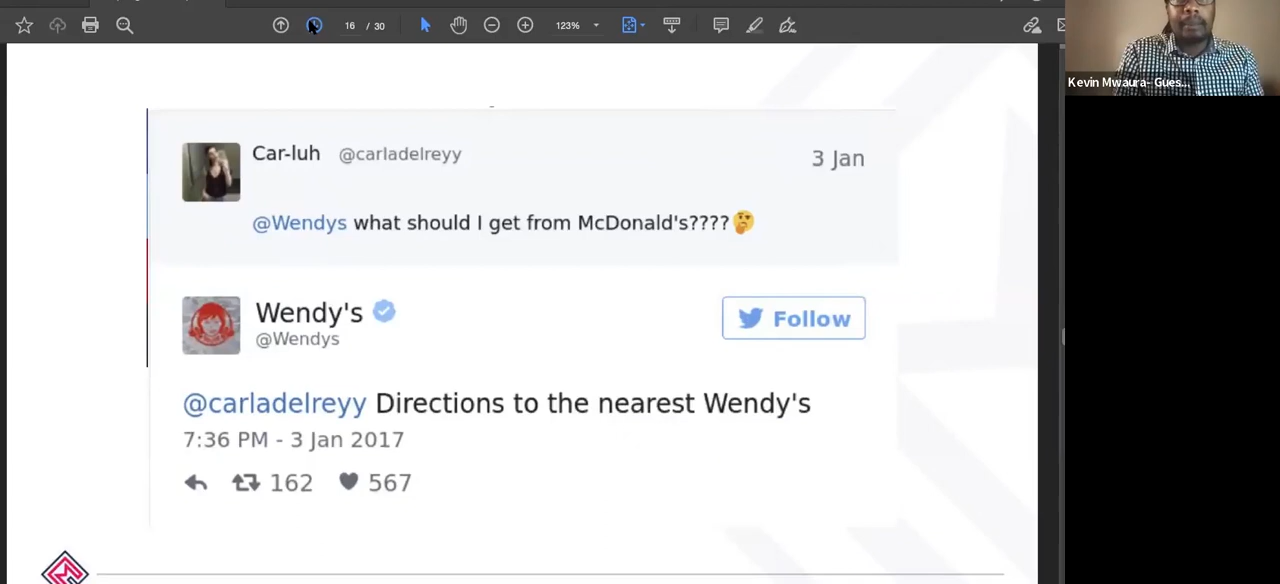 16 / 30
123%
Kevin Mwaura- Gues...
Car-luh @carladelreyy
3 Jan
@Wendys what should I get from McDonald's????🤔
Wendy's
@Wendys
Follow
@carladelreyy Directions to the nearest Wendy's
7:36 PM - 3 Jan 2017
162 567